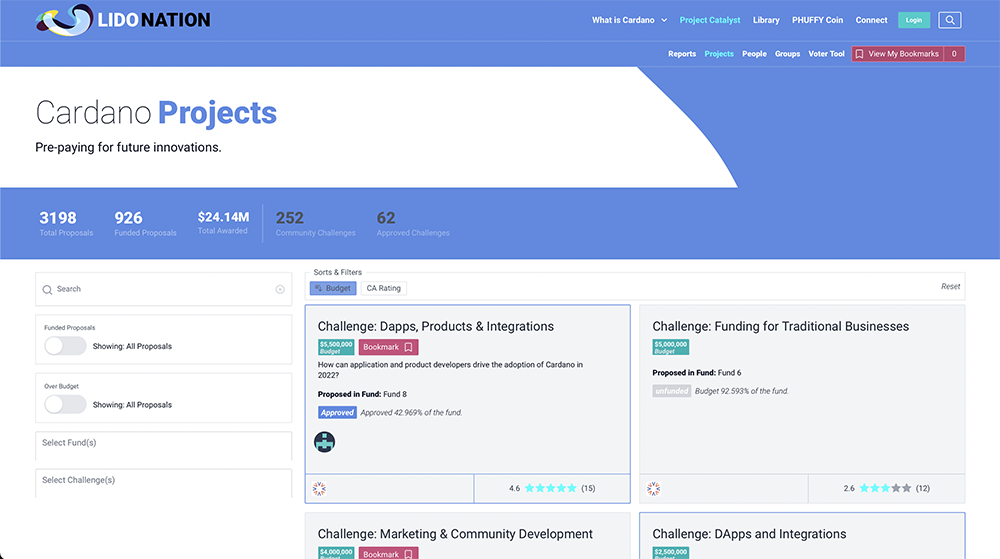 LIDO NATION
What is Cardano
Project Catalyst
Library
PHUFFY Coin
Connect
Login
Reports
Projects
People
Groups
Voter Tool
View My Bookmarks
0
Cardano Projects
Pre-paying for future innovations.
3198
Total Proposals
926
Funded Proposals
$24.14M
Total Awarded
252
Community Challenges
62
Approved Challenges
Search
Funded Proposals
Showing: All Proposals
Over Budget
Showing: All Proposals
Select Fund(s)
Select Challenge(s)
Sorts & Filters
Budget
CA Rating
Reset
Challenge: Dapps, Products & Integrations
$5,500,000
Budget
Bookmark
How can application and product developers drive the adoption of Cardano in
2022?
Proposed in Fund: Fund 8
Approved
Approved 42.969% of the fund.
4.6
(15)
Challenge: Funding for Traditional Businesses
$5,000,000
Budget
Proposed in Fund: Fund 6
unfunded
Budget 92.593% of the fund.
2.6
(12)
Challenge: Marketing & Community Development
$4,000,000
Budget
Bookmark
Challenge: DApps and Integrations
$2,500,000
Budget